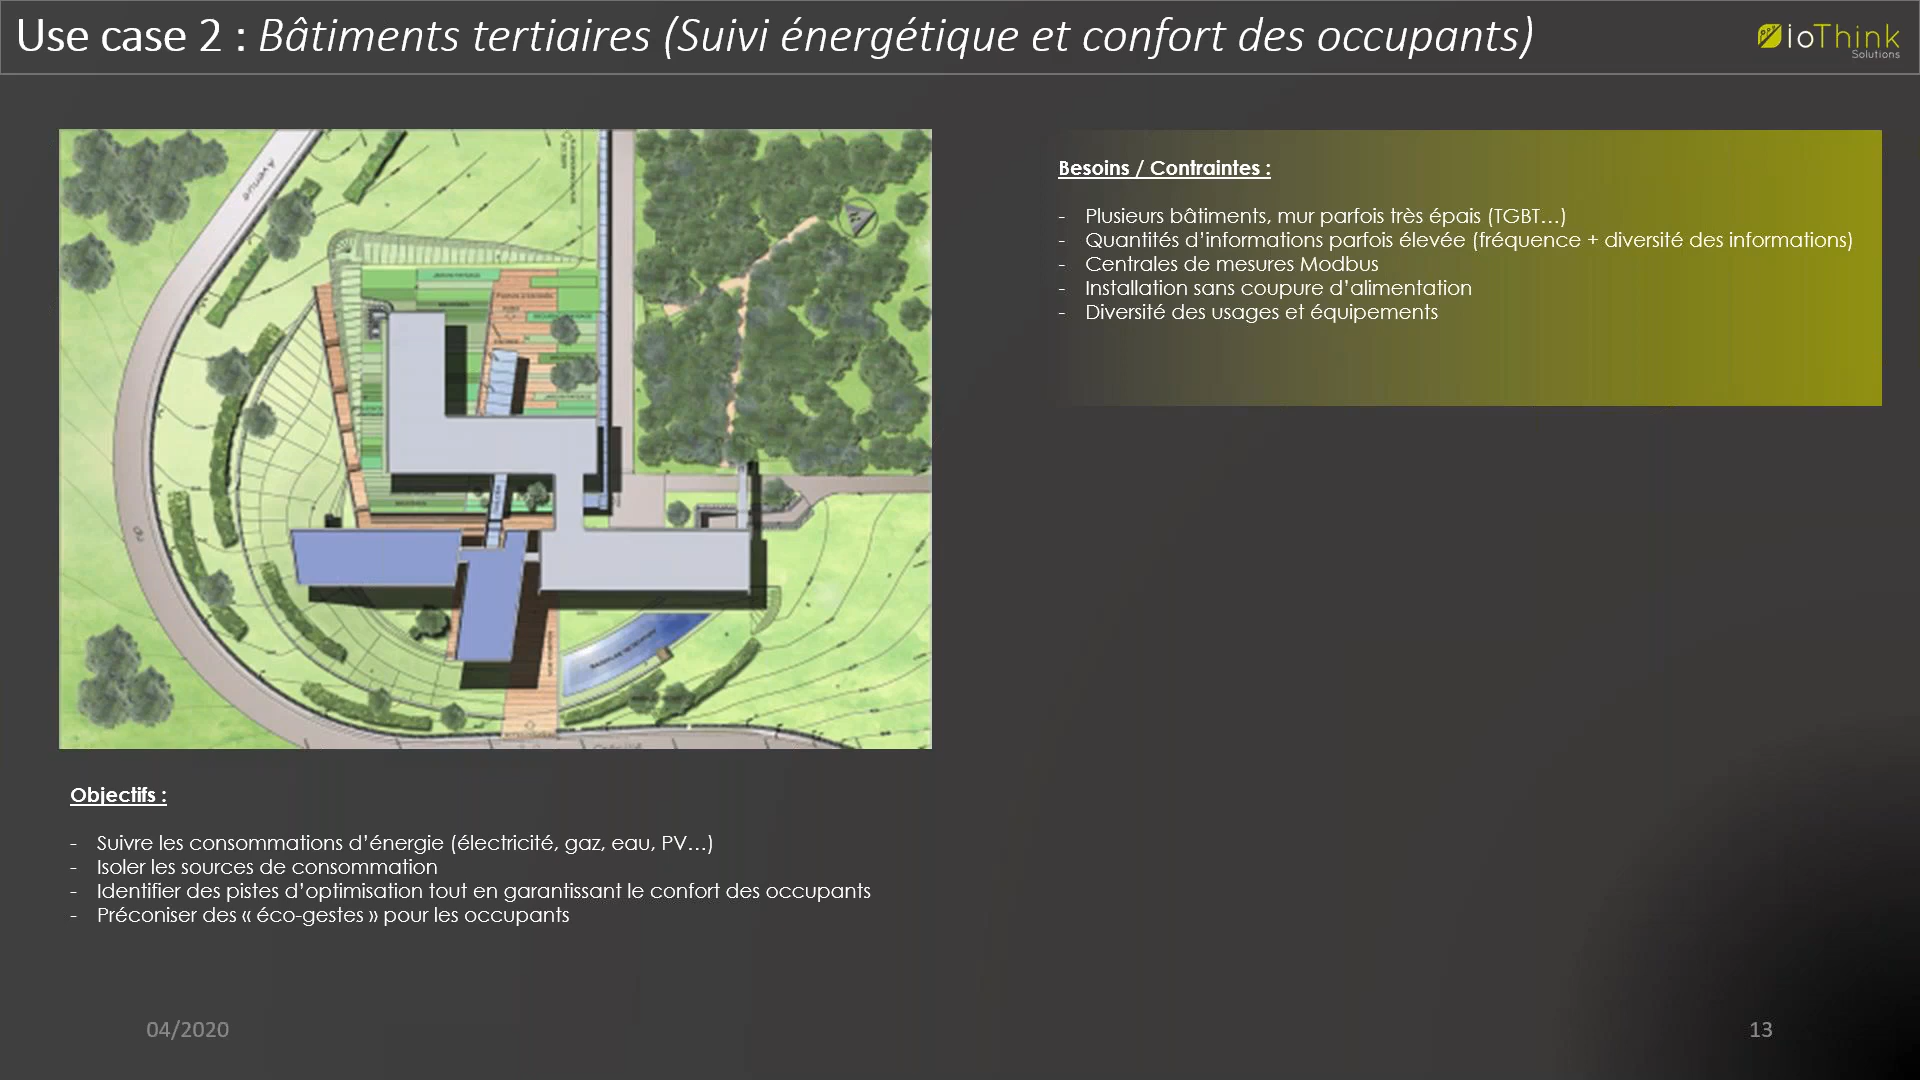 Use case 2 : Bâtiments tertiaires (Suivi énergétique et confort des occupants)
ioThink
Solutions
Avenue
Besoins / Contraintes :
- Plusieurs bâtiments, mur parfois très épais (TGBT…)
- Quantités d’informations parfois élevée (fréquence + diversité des informations)
- Centrales de mesures Modbus
- Installation sans coupure d’alimentation
- Diversité des usages et équipements
Objectifs :
- Suivre les consommations d’énergie (électricité, gaz, eau, PV…)
- Isoler les sources de consommation
- Identifier des pistes d’optimisation tout en garantissant le confort des occupants
- Préconiser des « éco-gestes » pour les occupants
04/2020
13